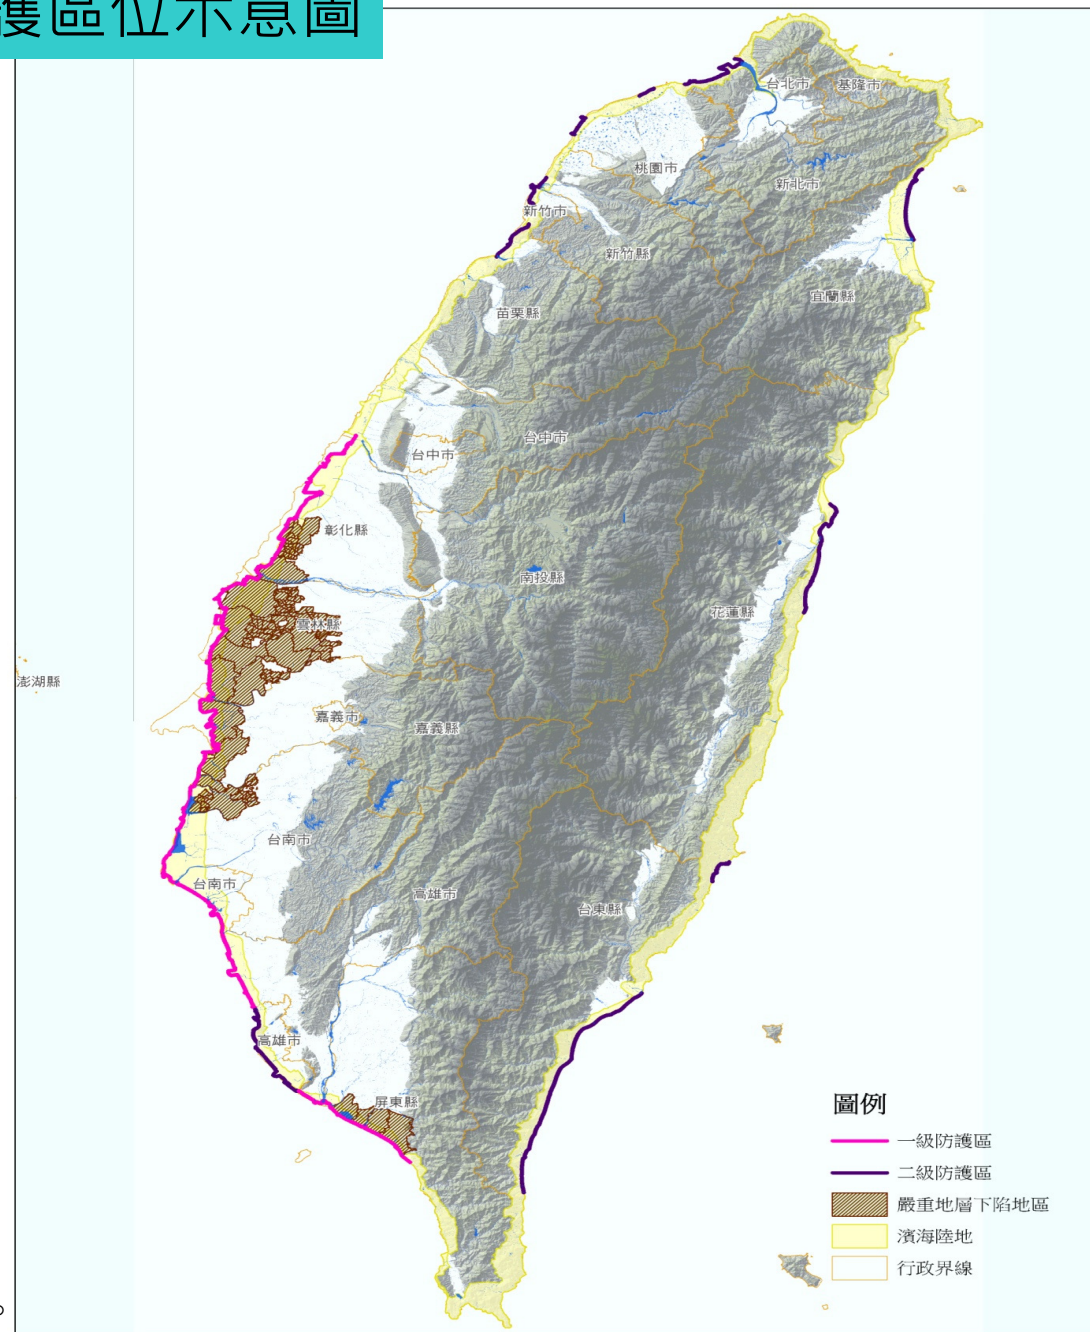 護區位示意圖
台北市
基隆市
桃園市
新北市
新竹市
新竹縣
宜蘭縣
苗栗縣
台中市
台中市
彰化縣
南投縣
花蓮縣
雲林縣
澎湖縣
嘉義市
嘉義縣
台南市
台南市
高雄市
台東縣
高雄市
屏東縣
圖例
一級防護區
二級防護區
嚴重地層下陷地區
濱海陸地
行政界線
。